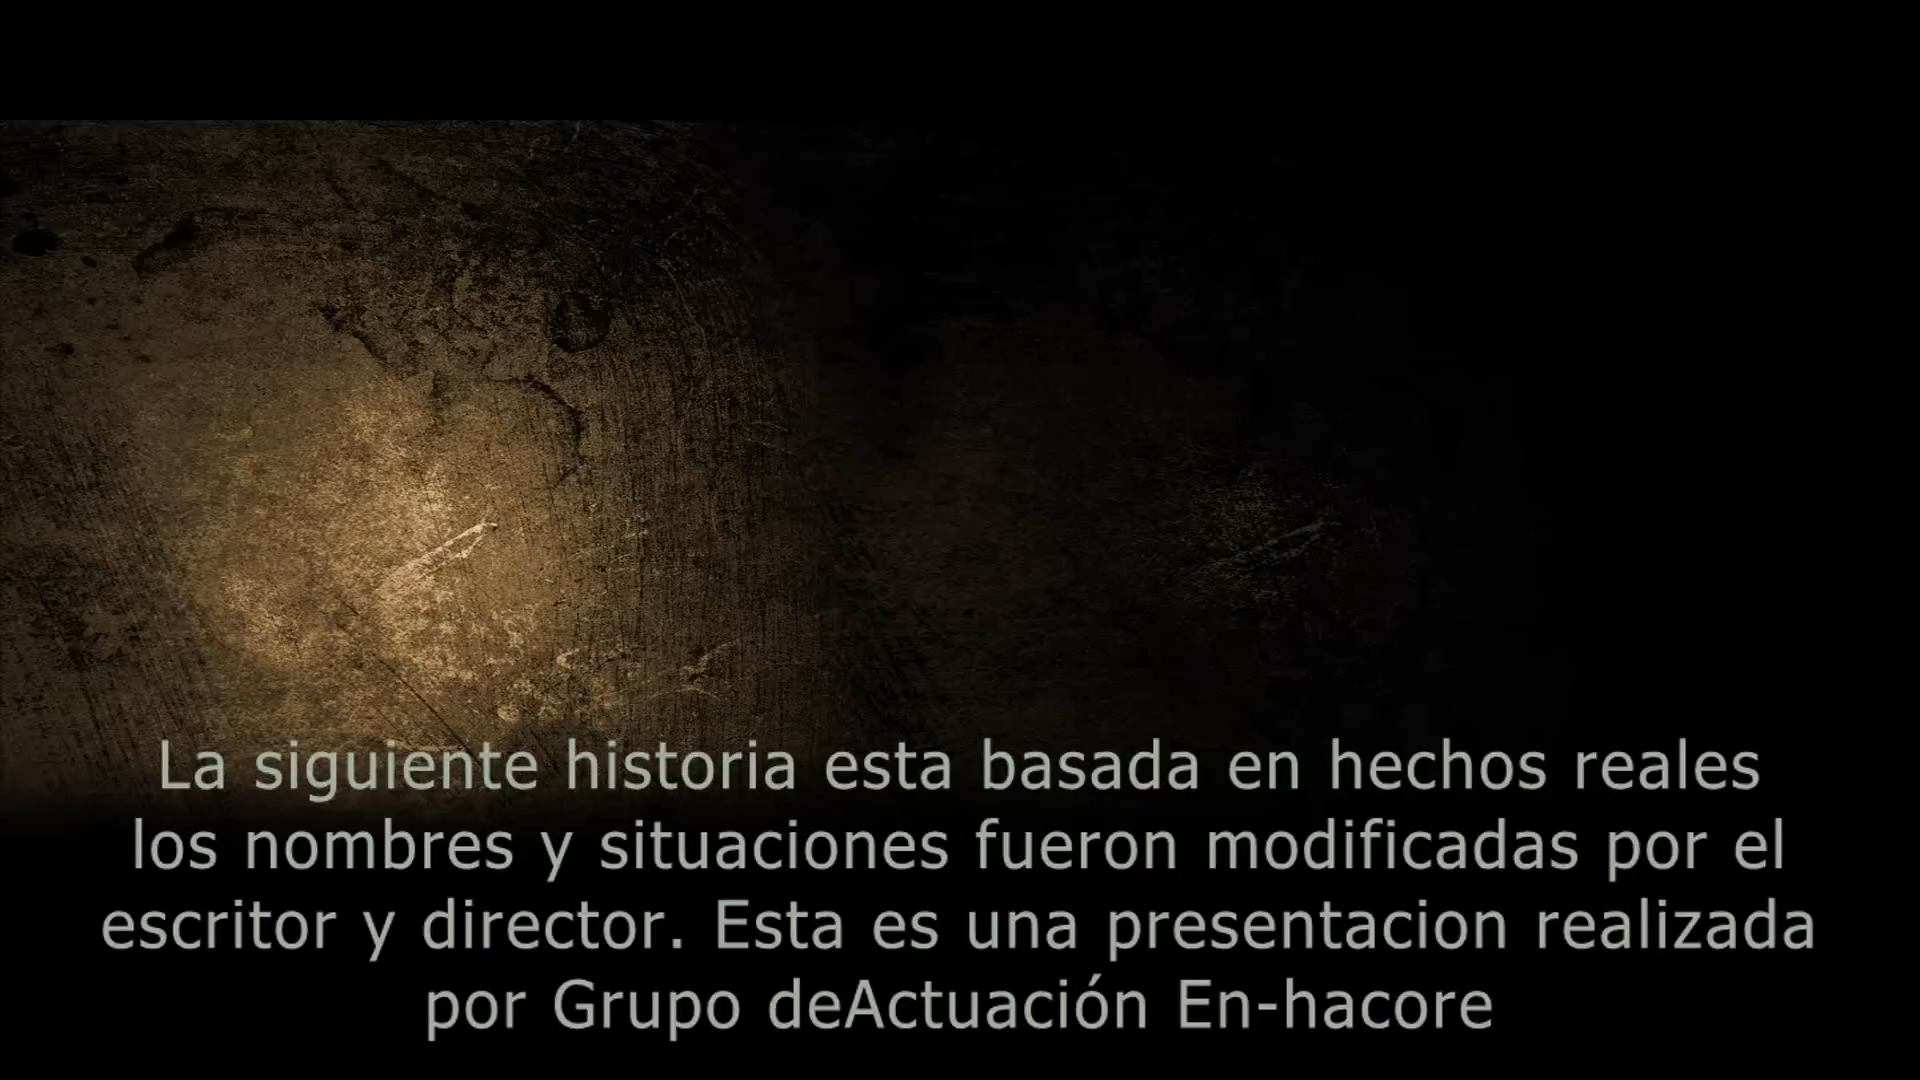 La siguiente historia esta basada en hechos reales
los nombres y situaciones fueron modificadas por el
escritor y director. Esta es una presentacion realizada
por Grupo deActuación En-hacore